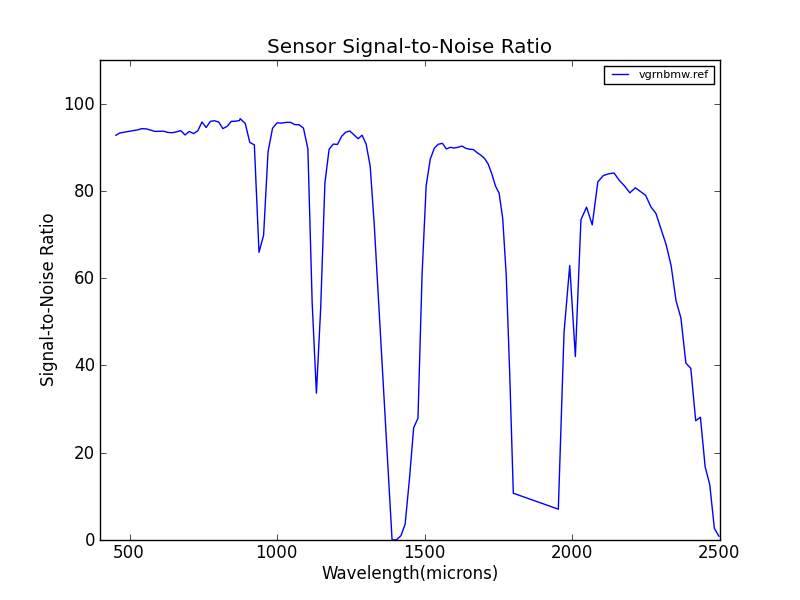 Sensor Signal-to-Noise Ratio
vgrnbmw.ref
Signal-to-Noise Ratio
100
80
60
40
20
0
500
1000
1500
2000
2500
Wavelength(microns)